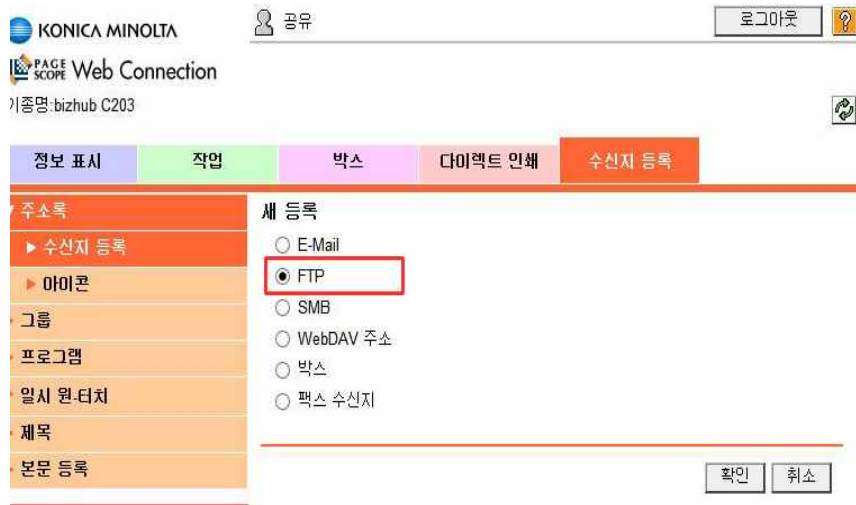 KONICA MINOLTA
공유
로그아웃
?
PAGE SCOPE Web Connection
기종명:bizhub C203
정보 표시
작업
박스
다이렉트 인쇄
수신지 등록
주소록
수신지 등록
아이콘
그룹
프로그램
일시 원-터치
제목
본문 등록
새 등록
E-Mail
FTP
SMB
WebDAV 주소
박스
팩스 수신지
확인
취소